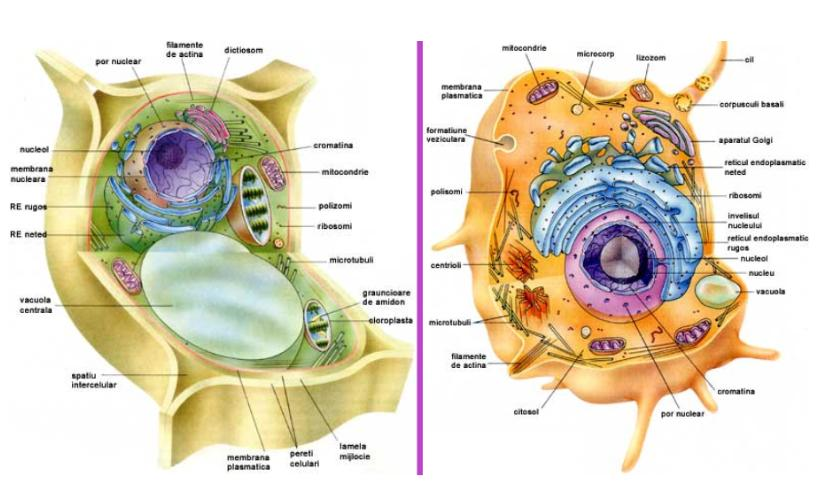 filamente
de actina
dictiosom
por nuclear
nucleol
membrana
nucleara
RE rugos
RE neted
vacuola
centrala
spatiu
intercelular
cromatina
mitocondrie
polizomi
ribosomi
microtubuli
grauncioare
de amidon
cloroplasta
membrana
plasmatica
pereti
celulari
lamela
mijlocie
mitocondrie
microcorp
lizozom
cil
membrana
plasmatica
corpusculi basali
formatiune
veziculara
aparatul Golgi
reticul endoplasmatic
neted
polisomi
ribosomi
invelisul
nucleului
reticul endoplasmatic
rugos
nucleol
centrioli
nucleu
vacuola
microtubuli
filamente
de actina
cromatina
citosol
por nuclear